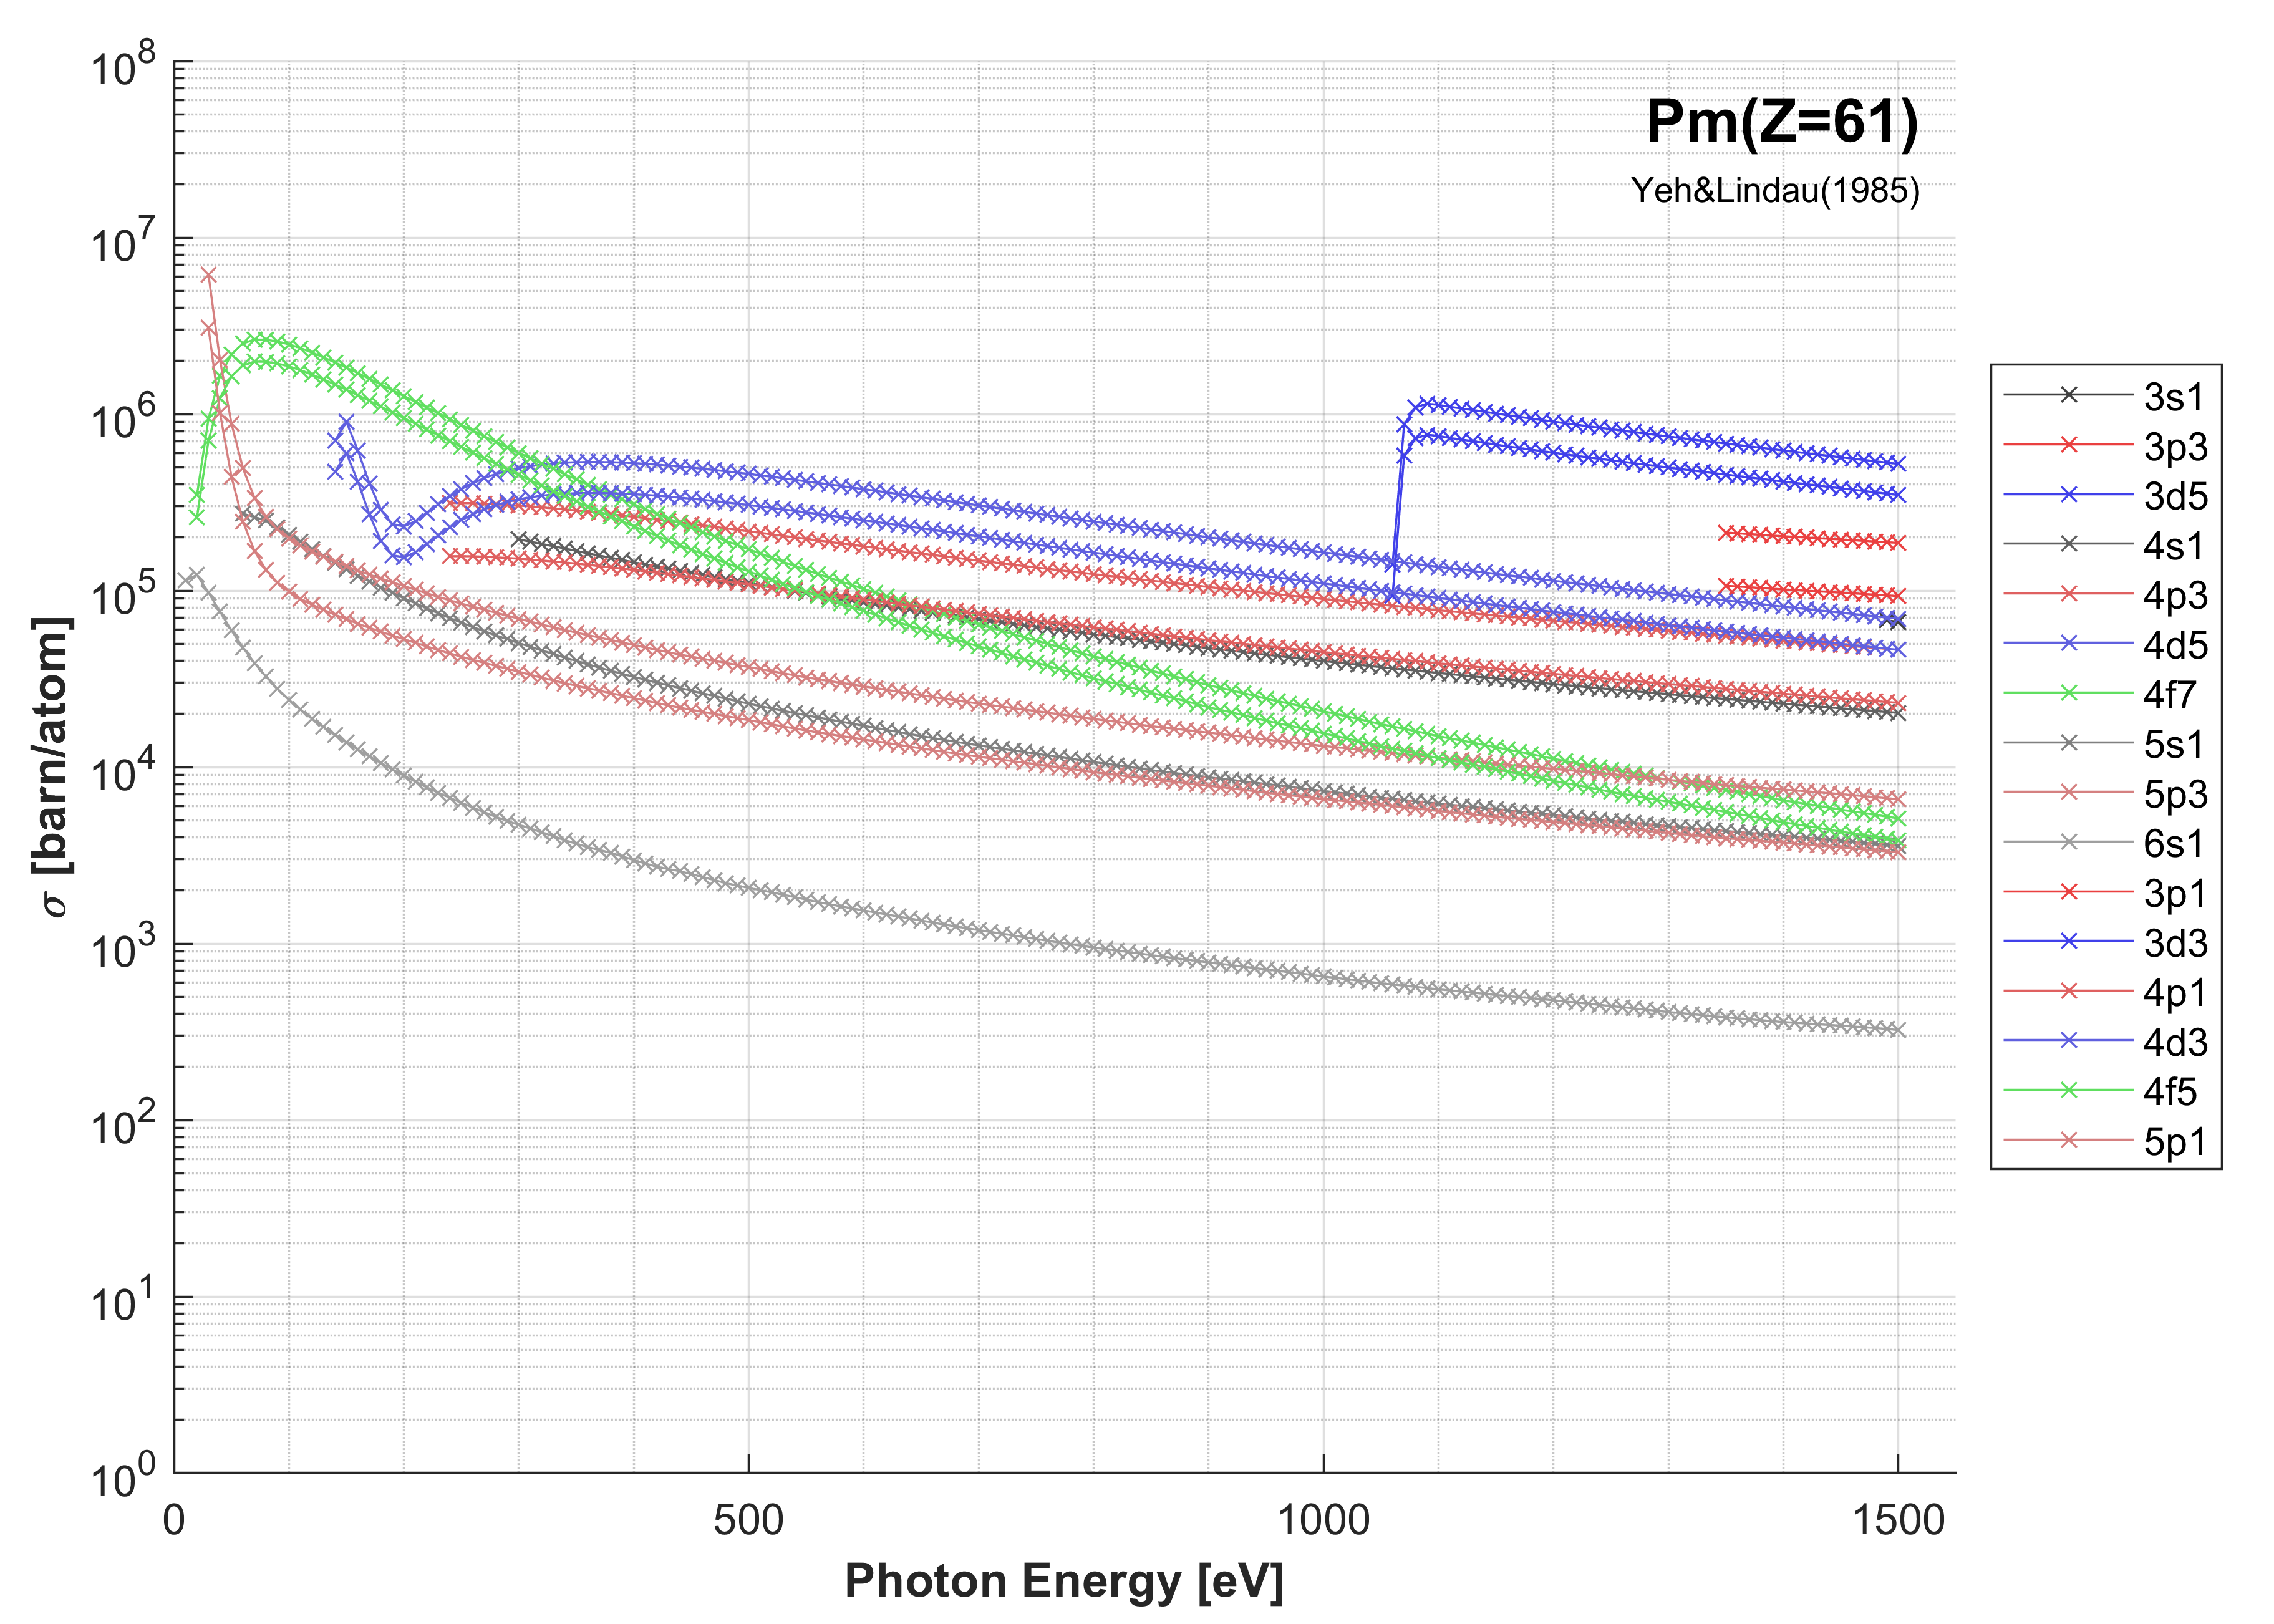 Pm(Z=61)
Yeh&Lindau(1985)
10^8
10^7
10^6
10^5
10^4
10^3
10^2
10^1
10^0
σ [barn/atom]
0 500 1000 1500
Photon Energy [eV]
3s1
3p3
3d5
4s1
4p3
4d5
4f7
5s1
5p3
6s1
3p1
3d3
4p1
4d3
4f5
5p1